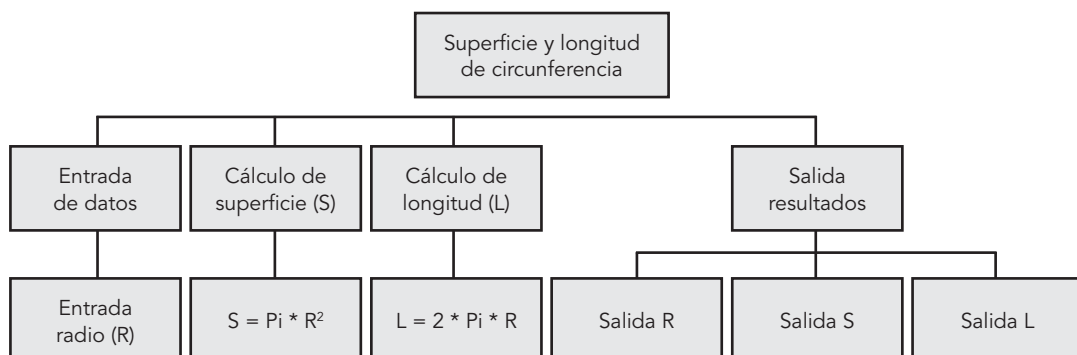 Superficie y longitud
de circunferencia
Entrada
de datos
Cálculo de
superficie (S)
Cálculo de
longitud (L)
Salida
resultados
Entrada
radio (R)
S = Pi * R²
L = 2 * Pi * R
Salida R
Salida S
Salida L